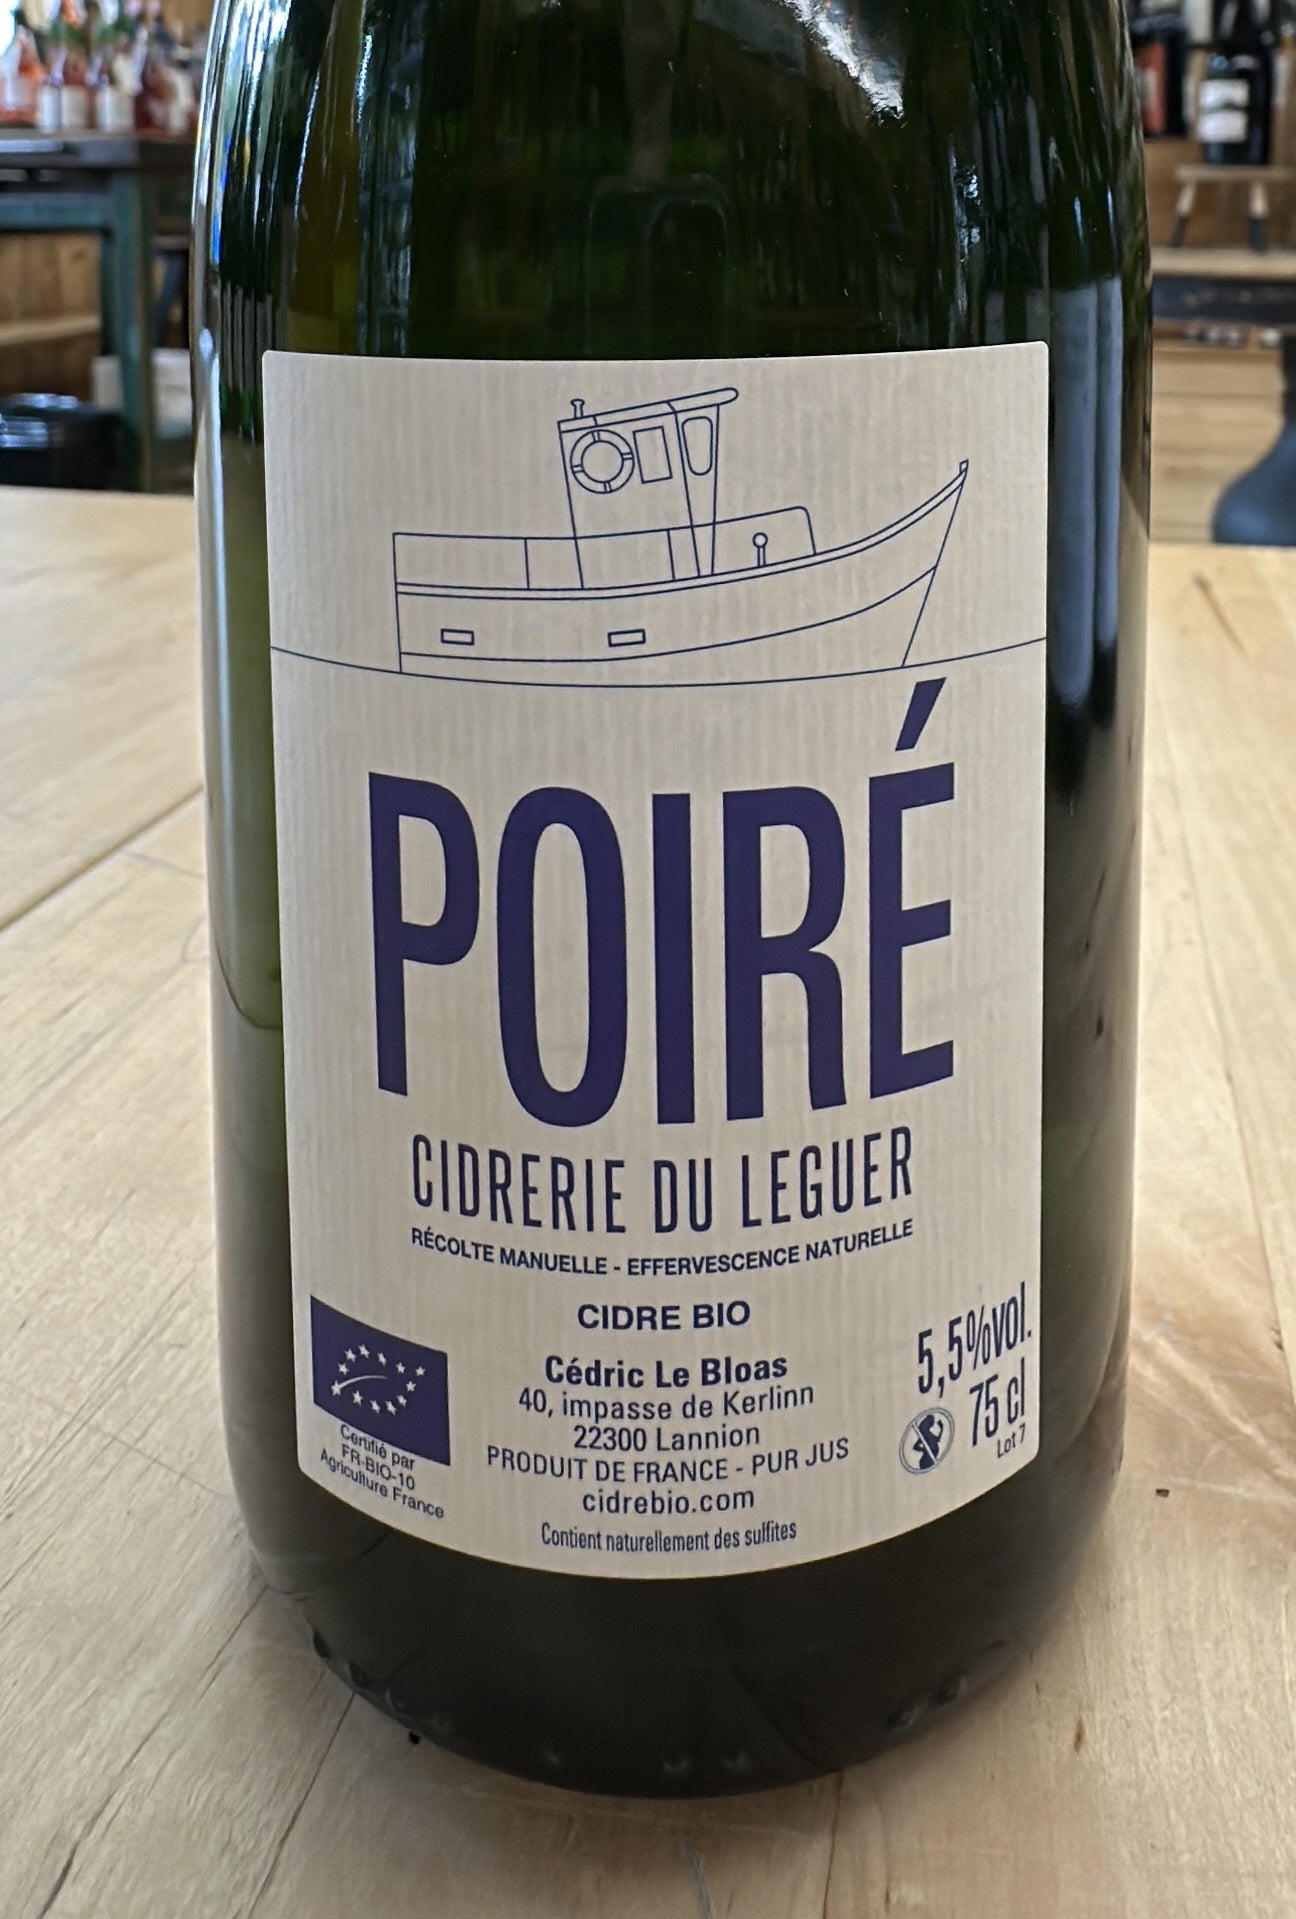 POIRÉ
CIDRERIE DU LEGUER
RÉCOLTE MANUELLE - EFFERVESCENCE NATURELLE
CIDRE BIO
Cédric Le Bloas
40, impasse de Kerlinn
22300 Lannion
PRODUIT DE FRANCE - PUR JUS
cidrebio.com
Contient naturellement des sulfites
Certifié par
FR-BIO-10
Agriculture France
5,5%vol.
75 cl
Lot 7